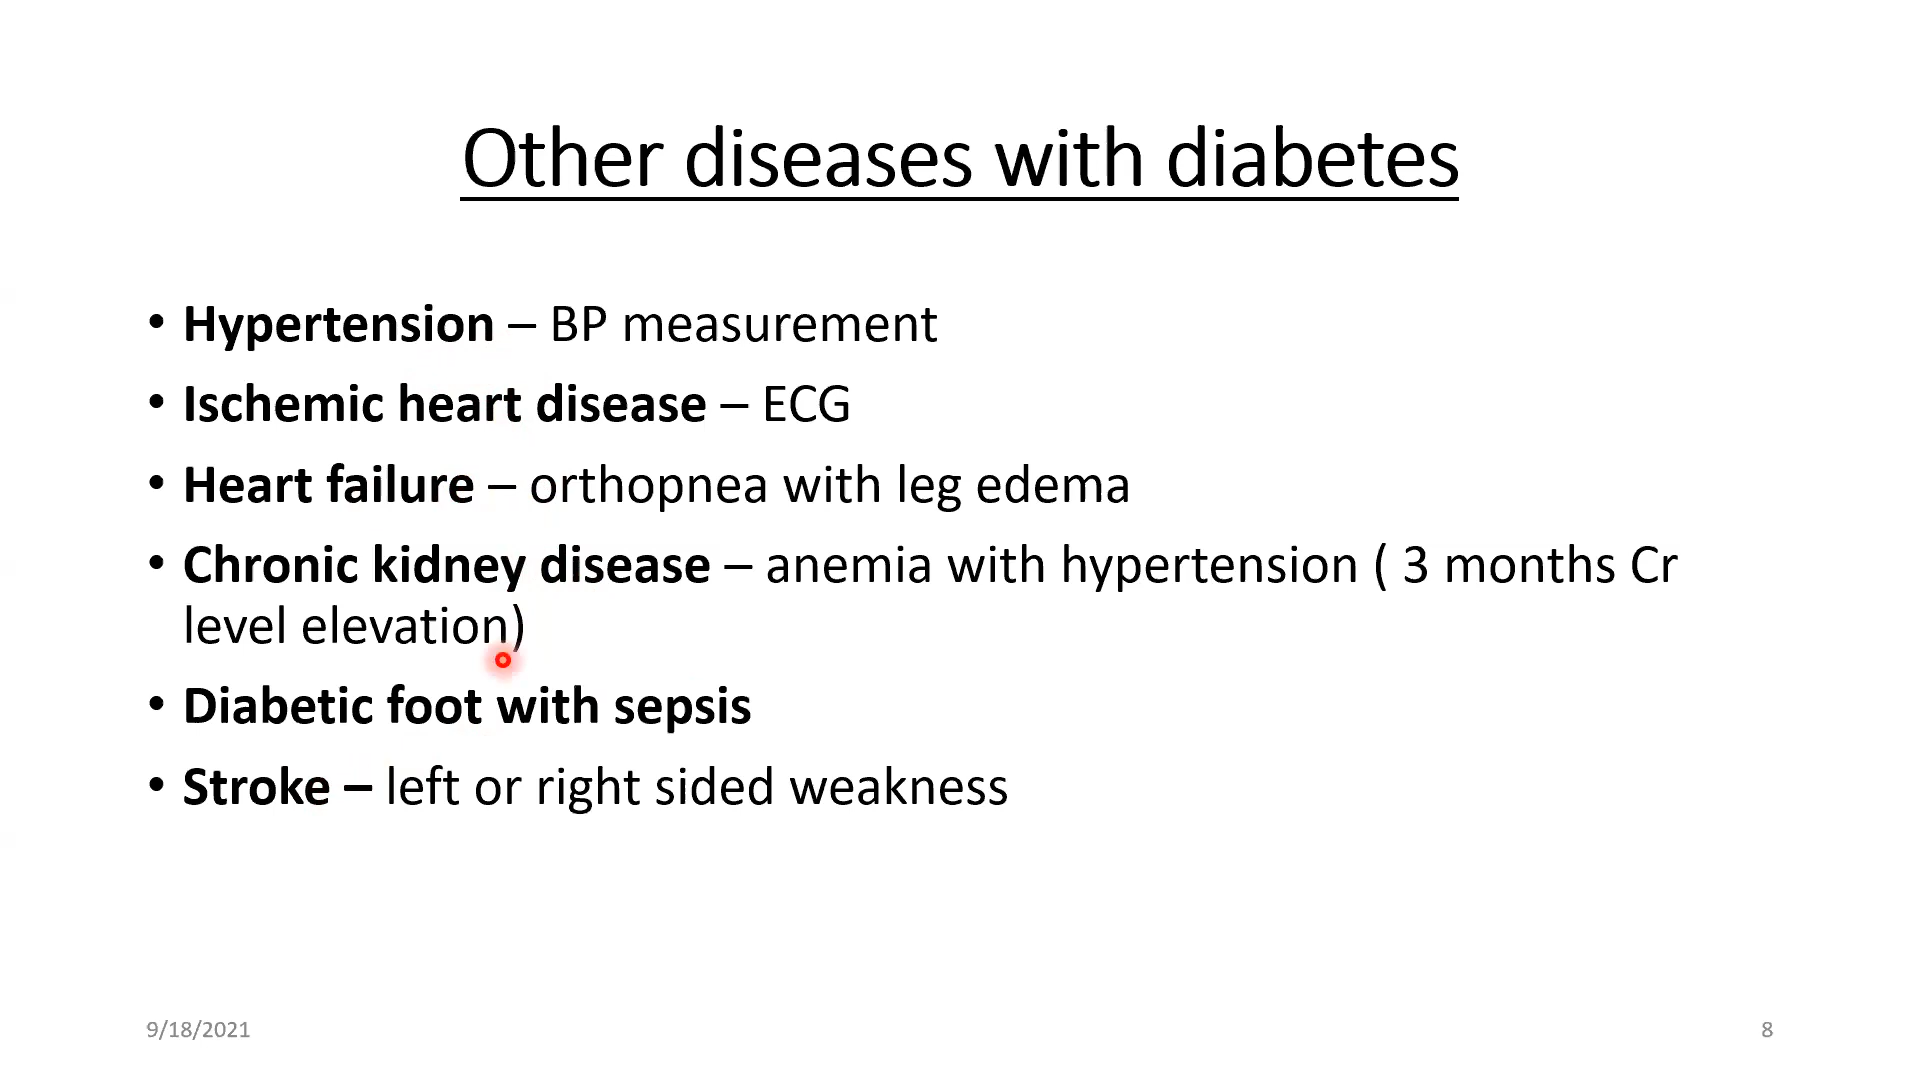 Other diseases with diabetes
• Hypertension – BP measurement
• Ischemic heart disease – ECG
• Heart failure – orthopnea with leg edema
• Chronic kidney disease – anemia with hypertension ( 3 months Cr
level elevation)
• Diabetic foot with sepsis
• Stroke – left or right sided weakness
9/18/2021
8